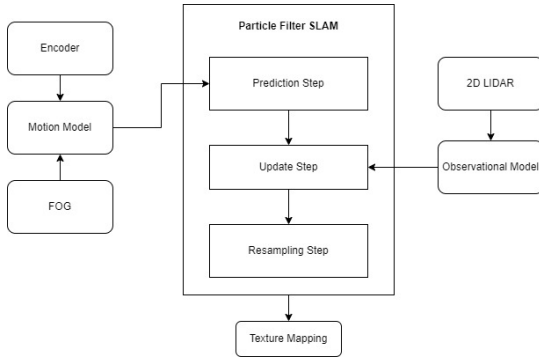 Particle Filter SLAM
Encoder
Prediction Step
2D LIDAR
Motion Model
Update Step
Observational Model
FOG
Resampling Step
Texture Mapping